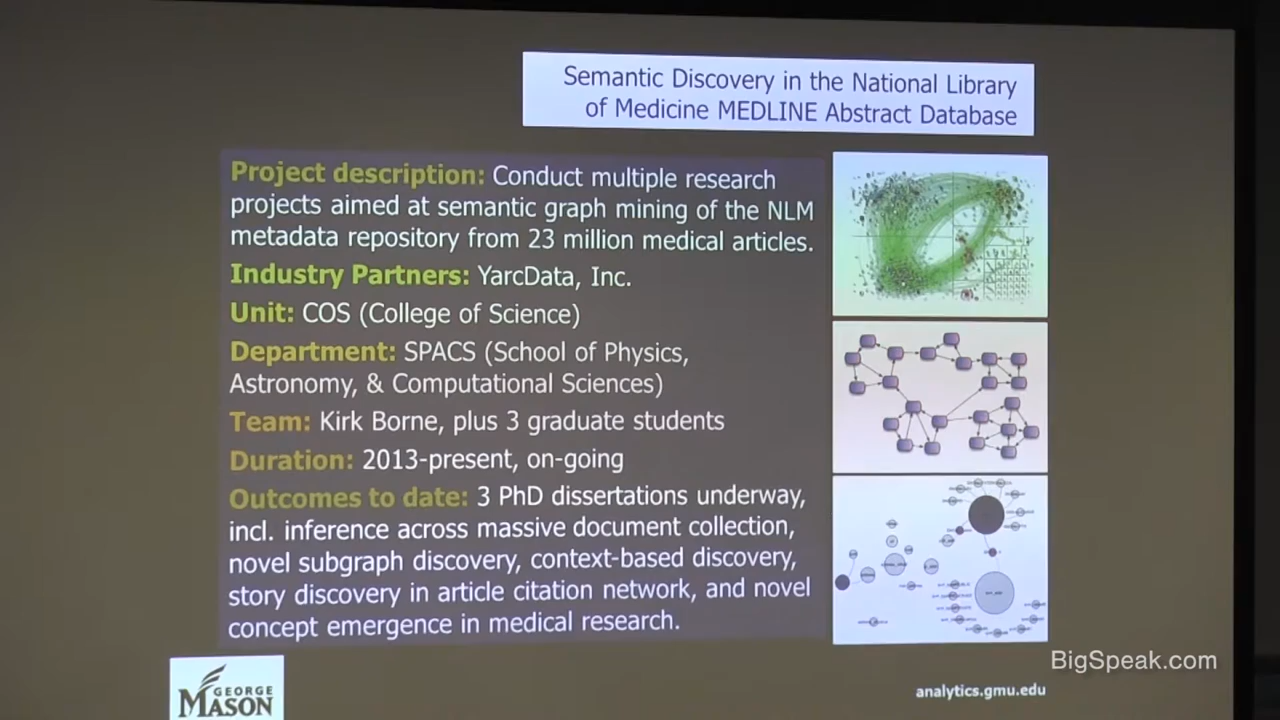 Semantic Discovery in the National Library
of Medicine MEDLINE Abstract Database
Project description: Conduct multiple research
projects aimed at semantic graph mining of the NLM
metadata repository from 23 million medical articles.
Industry Partners: YarcData, Inc.
Unit: COS (College of Science)
Department: SPACS (School of Physics,
Astronomy, & Computational Sciences)
Team: Kirk Borne, plus 3 graduate students
Duration: 2013-present, on-going
Outcomes to date: 3 PhD dissertations underway,
incl. inference across massive document collection,
novel subgraph discovery, context-based discovery,
story discovery in article citation network, and novel
concept emergence in medical research.
BigSpeak.com
GEORGE
MASON
analytics.gmu.edu